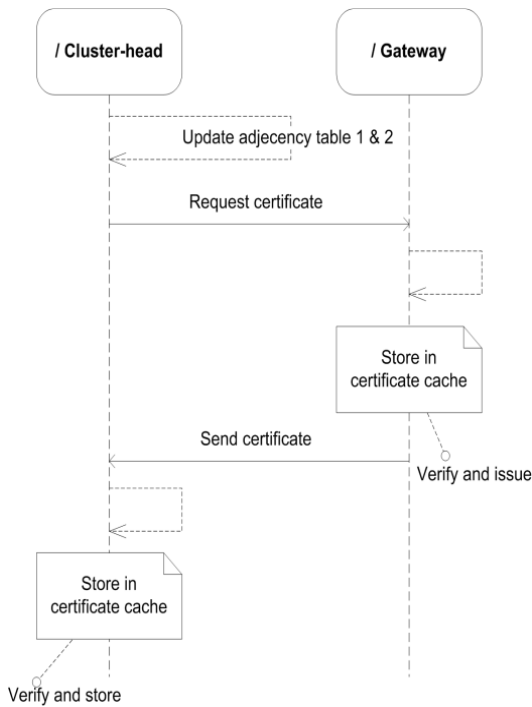 / Cluster-head
/ Gateway
Update adjecency table 1 & 2
Request certificate
Store in
certificate cache
Send certificate
Verify and issue
Store in
certificate cache
Verify and store